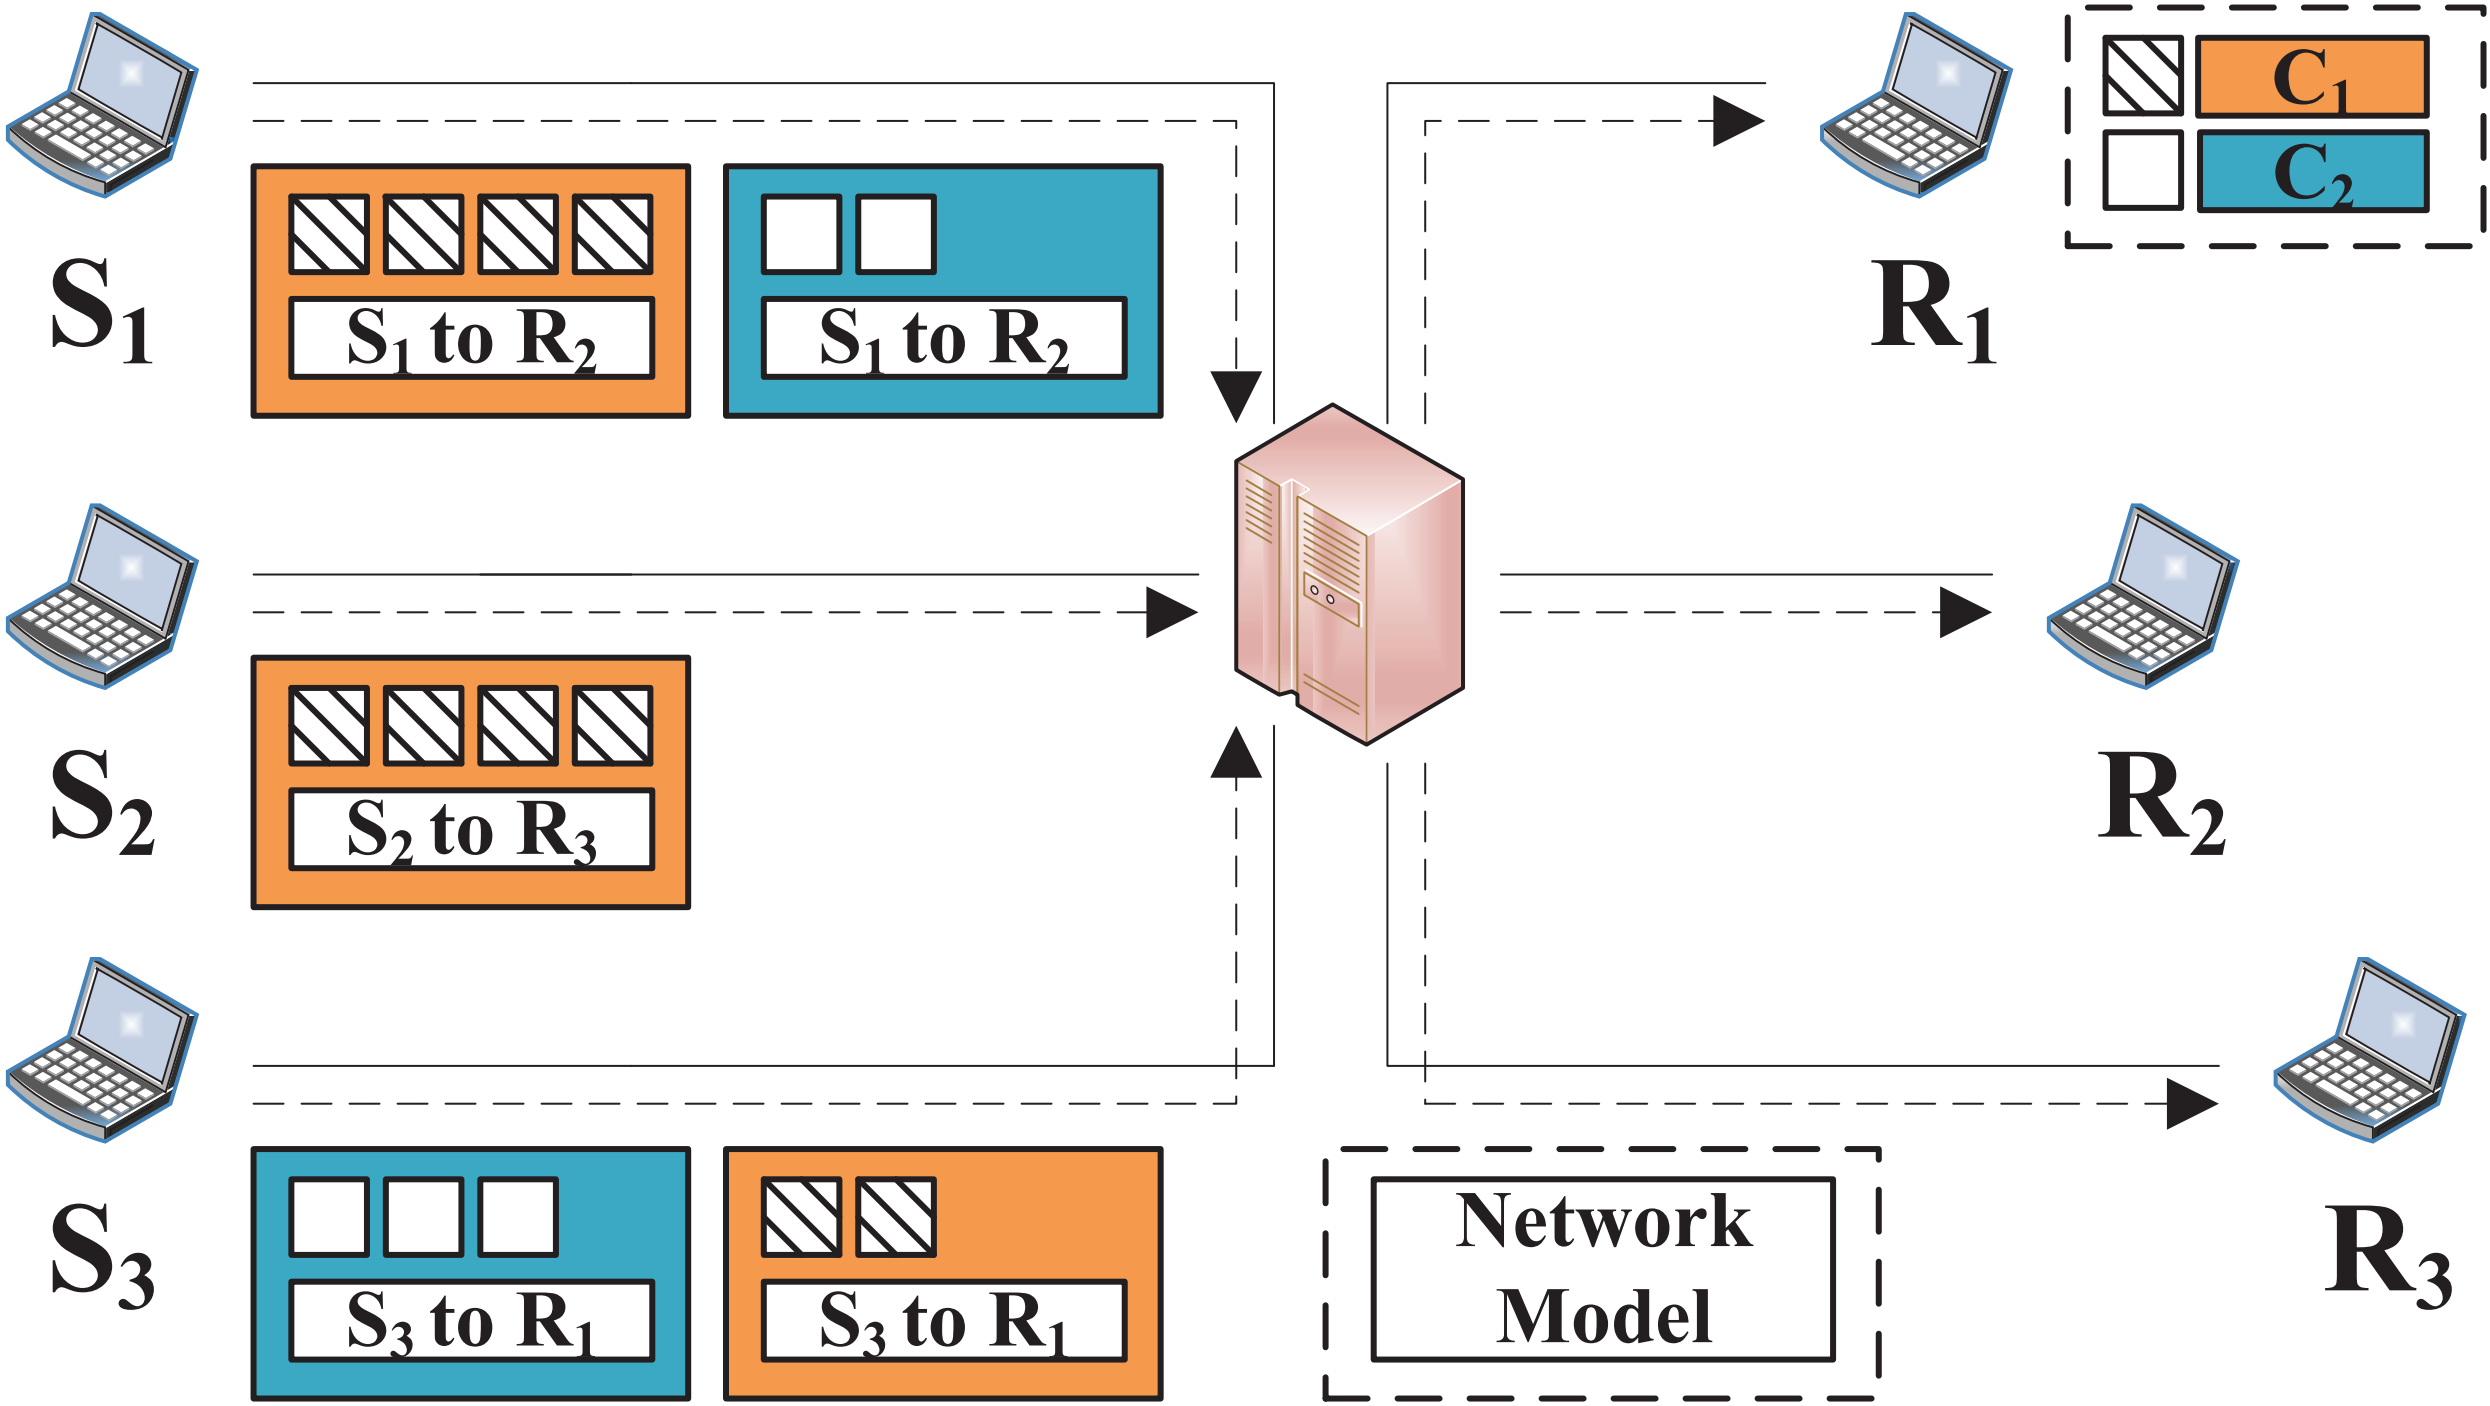 C₁
C₂
S₁
R₁
S₁ to R₂
S₁ to R₂
S₂
R₂
S₂ to R₃
S₃
R₃
S₃ to R₁
S₃ to R₁
Network
Model